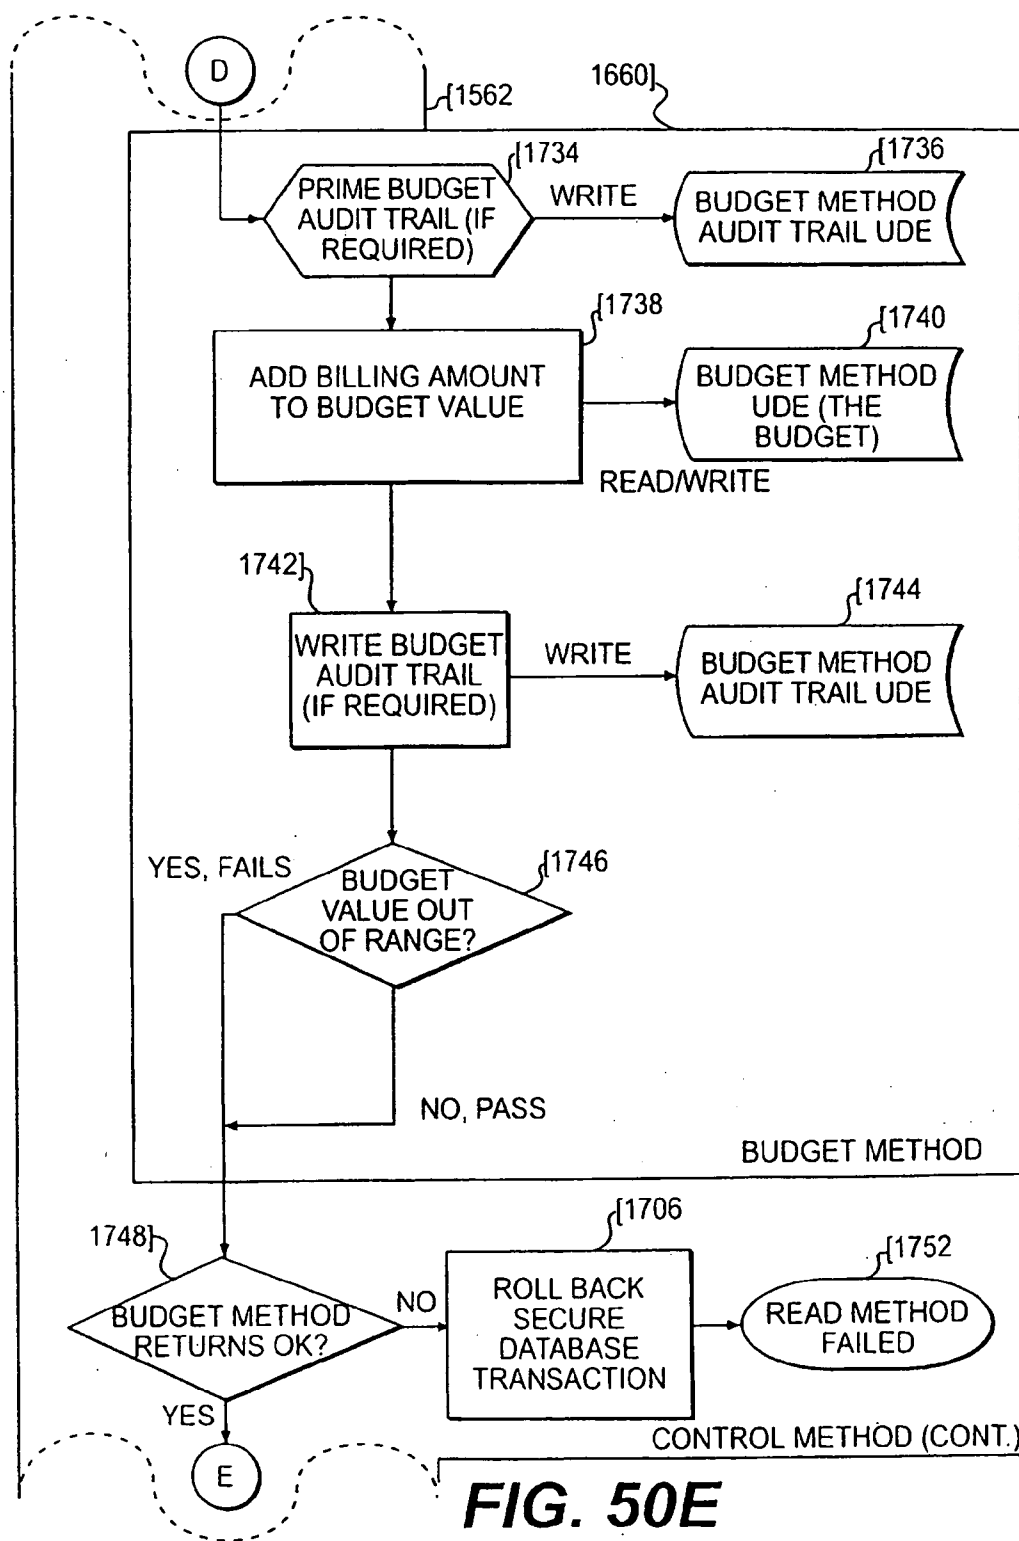 D
[1562
1660]
[1734
PRIME BUDGET
AUDIT TRAIL (IF
REQUIRED)
WRITE
[1736
BUDGET METHOD
AUDIT TRAIL UDE
[1738
ADD BILLING AMOUNT
TO BUDGET VALUE
[1740
BUDGET METHOD
UDE (THE
BUDGET)
READ/WRITE
1742]
WRITE BUDGET
AUDIT TRAIL
(IF REQUIRED)
WRITE
[1744
BUDGET METHOD
AUDIT TRAIL UDE
YES, FAILS
[1746
BUDGET
VALUE OUT
OF RANGE?
NO, PASS
BUDGET METHOD
1748]
BUDGET METHOD
RETURNS OK?
NO
[1706
ROLL BACK
SECURE
DATABASE
TRANSACTION
[1752
READ METHOD
FAILED
YES
E
CONTROL METHOD (CONT.)
FIG. 50E